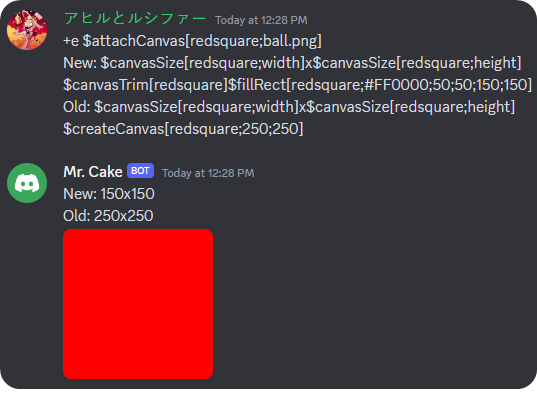 アヒルとルシファー Today at 12:28 PM
+e $attachCanvas[redsquare;ball.png]
New: $canvasSize[redsquare;width]x$canvasSize[redsquare;height]
$canvasTrim[redsquare]$fillRect[redsquare;#FF0000;50;50;150;150]
Old: $canvasSize[redsquare;width]x$canvasSize[redsquare;height]
$createCanvas[redsquare;250;250]
Mr. Cake BOT Today at 12:28 PM
New: 150x150
Old: 250x250